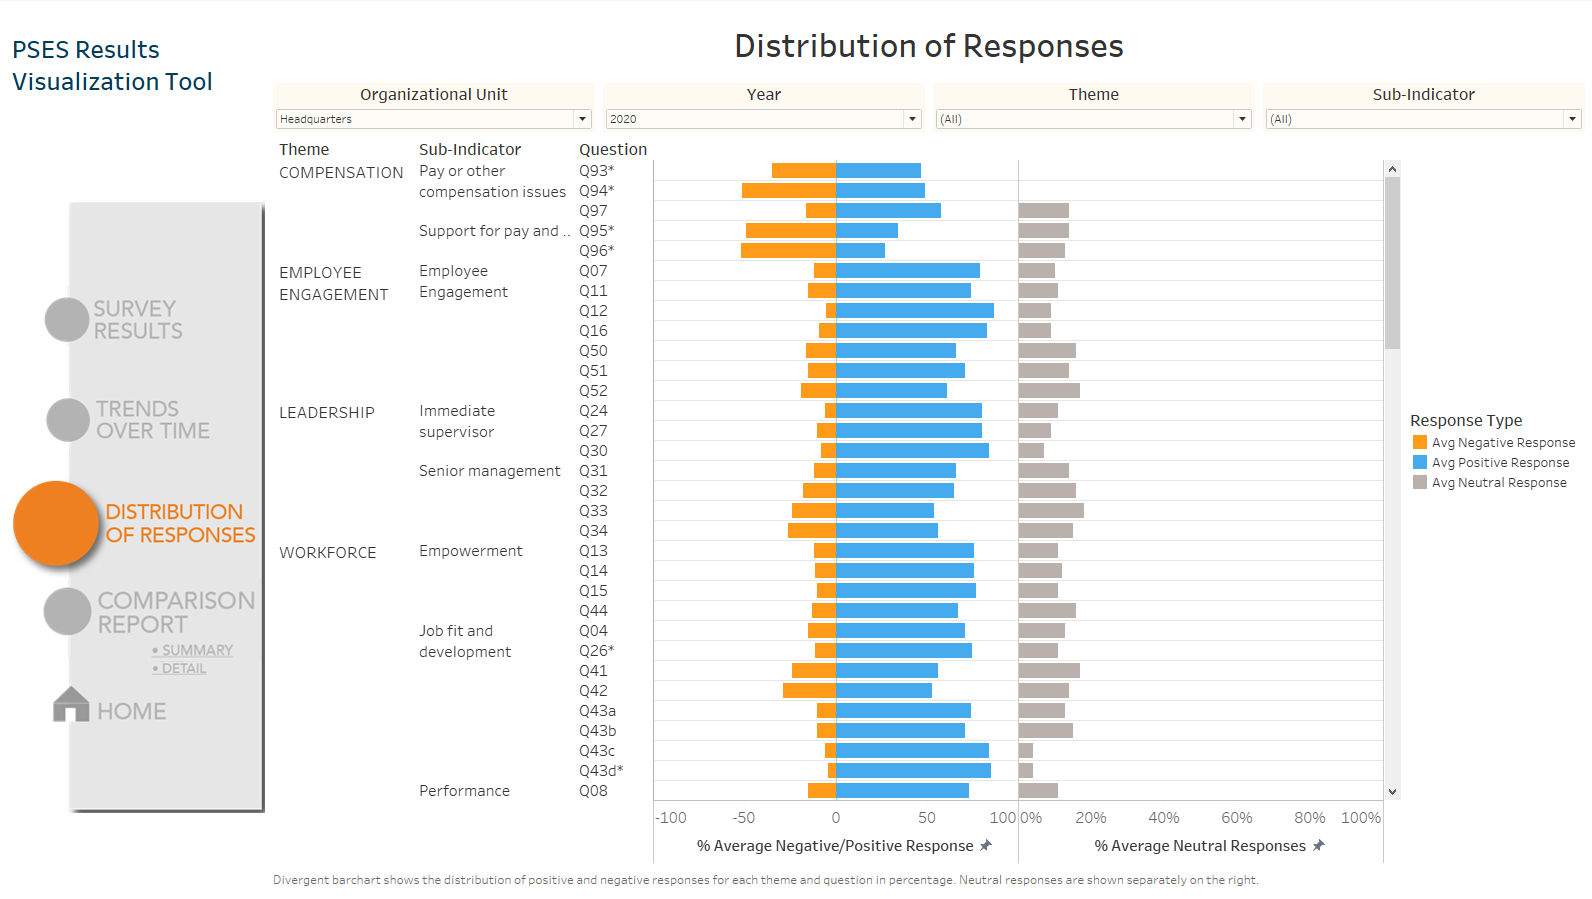 PSES Results
Visualization Tool
Distribution of Responses
Organizational Unit
Year
Theme
Sub-Indicator
Headquarters
2020
(All)
(All)
Theme Sub-Indicator Question
COMPENSATION Pay or other Q93*
compensation issues Q94*
Q97
Support for pay and .. Q95*
Q96*
EMPLOYEE Employee Q07
ENGAGEMENT Engagement Q11
Q12
Q16
Q50
Q51
Q52
LEADERSHIP Immediate Q24
supervisor Q27
Q30
Senior management Q31
Q32
Q33
Q34
WORKFORCE Empowerment Q13
Q14
Q15
Q44
Job fit and Q04
development Q26*
Q41
Q42
Q43a
Q43b
Q43c
Q43d*
Performance Q08
-100 -50 0 50 100 0% 20% 40% 60% 80% 100%
% Average Negative/Positive Response
% Average Neutral Responses
SURVEY
RESULTS
TRENDS
OVER TIME
DISTRIBUTION
OF RESPONSES
COMPARISON
REPORT
• SUMMARY
• DETAIL
HOME
Response Type
Avg Negative Response
Avg Positive Response
Avg Neutral Response
Divergent barchart shows the distribution of positive and negative responses for each theme and question in percentage. Neutral responses are shown separately on the right.